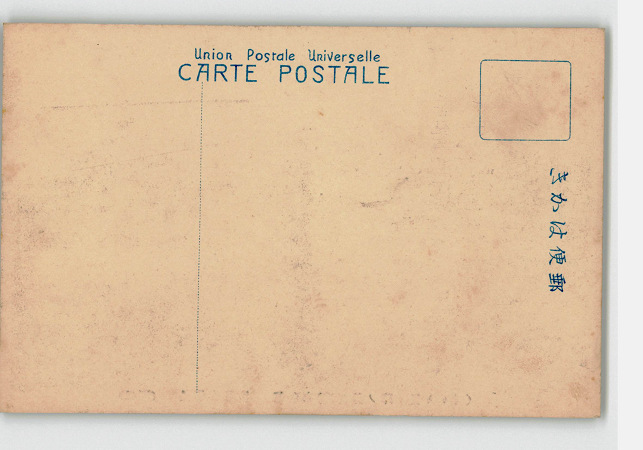 Union Postale Universelle
CARTE POSTALE
郵便はかき